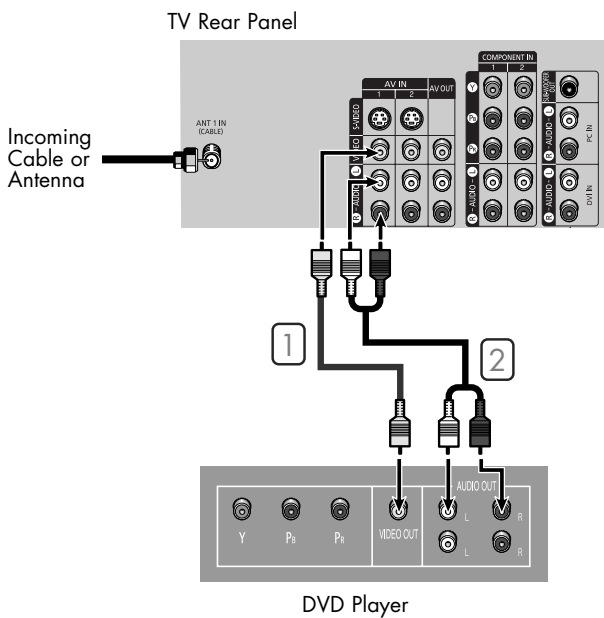 TV Rear Panel
COMPONENT IN
1 2
AV IN
1 2
AV OUT
SUB-WOOFER OUT
Y
S-VIDEO
ANT 1 IN
(CABLE)
PB
PC IN
R - AUDIO - L
Incoming
Cable or
Antenna
VIDEO
PR
R - AUDIO - L
R - AUDIO - L
R - AUDIO - L
DVI IN
1
2
AUDIO OUT
Y PB PR VIDEO OUT L R
L R
DVD Player